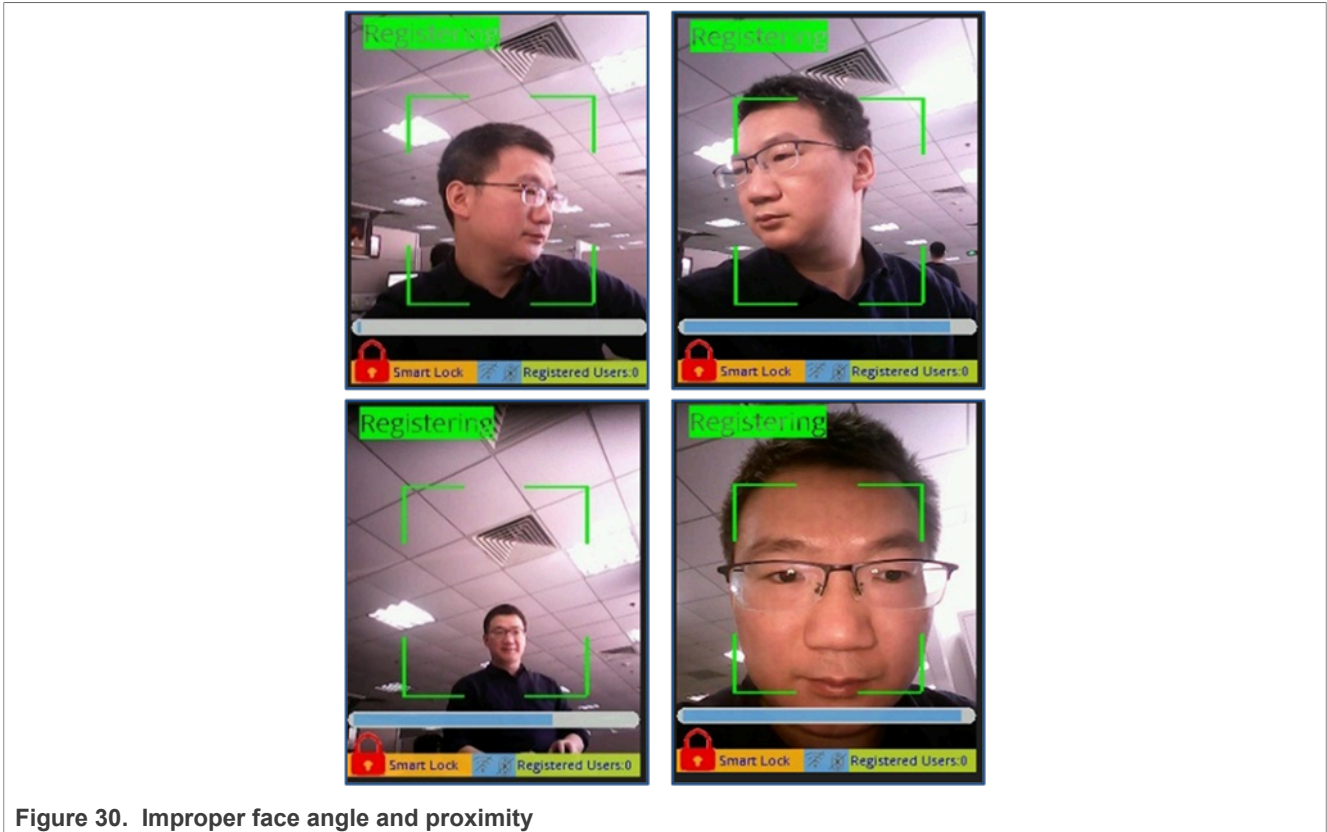 Registering
Registering
Smart Lock Registered Users:0
Smart Lock Registered Users:0
Registering
Registering
Smart Lock Registered Users:0
Smart Lock Registered Users:0
Figure 30. Improper face angle and proximity